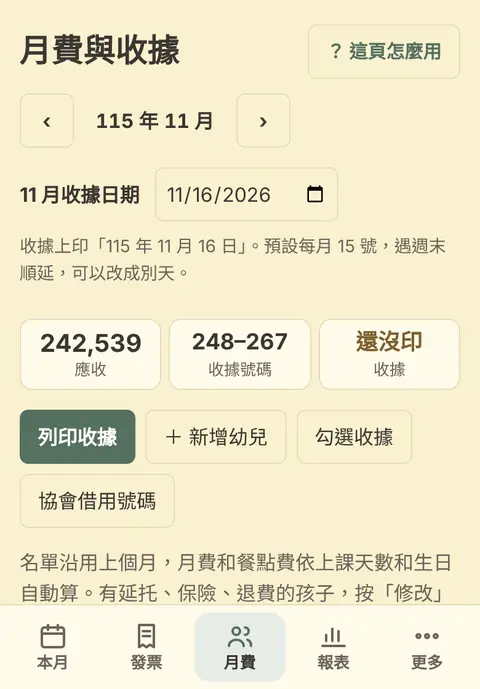 月費與收據
? 這頁怎麼用
‹ 115 年 11 月 ›
11 月收據日期 11/16/2026
收據上印「115 年 11 月 16 日」。預設每月 15 號，遇週末
順延，可以改成別天。
242,539 248–267 還沒印
應收 收據號碼 收據
列印收據 ＋ 新增幼兒 勾選收據
協會借用號碼
名單沿用上個月，月費和餐點費依上課天數和生日
自動算。有延托、保險、退費的孩子，按「修改」
本月 發票 月費 報表 更多